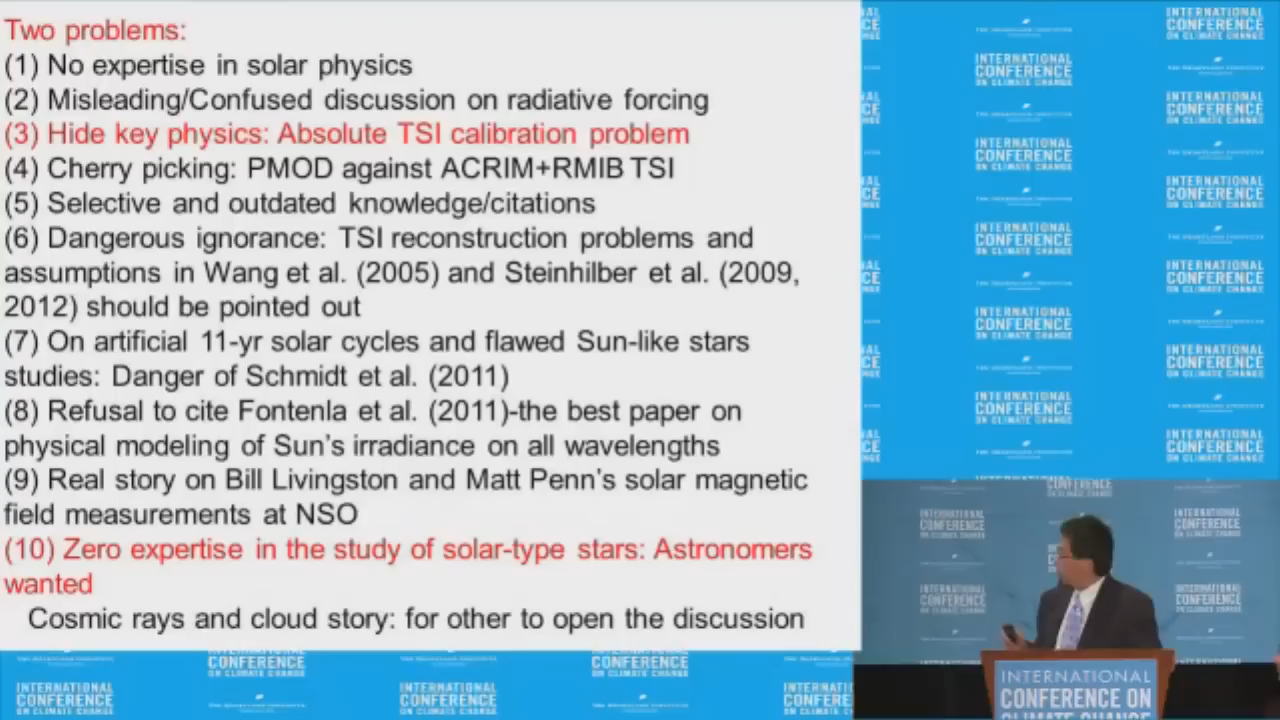 Two problems:
(1) No expertise in solar physics
(2) Misleading/Confused discussion on radiative forcing
(3) Hide key physics: Absolute TSI calibration problem
(4) Cherry picking: PMOD against ACRIM+RMIB TSI
(5) Selective and outdated knowledge/citations
(6) Dangerous ignorance: TSI reconstruction problems and
assumptions in Wang et al. (2005) and Steinhilber et al. (2009,
2012) should be pointed out
(7) On artificial 11-yr solar cycles and flawed Sun-like stars
studies: Danger of Schmidt et al. (2011)
(8) Refusal to cite Fontenla et al. (2011)-the best paper on
physical modeling of Sun's irradiance on all wavelengths
(9) Real story on Bill Livingston and Matt Penn's solar magnetic
field measurements at NSO
(10) Zero expertise in the study of solar-type stars: Astronomers
wanted
Cosmic rays and cloud story: for other to open the discussion
INTERNATIONAL
CONFERENCE
ON CLIMATE CHANGE
INTERNATIONAL
CONFERENCE ON
CLIMATE CHANGE